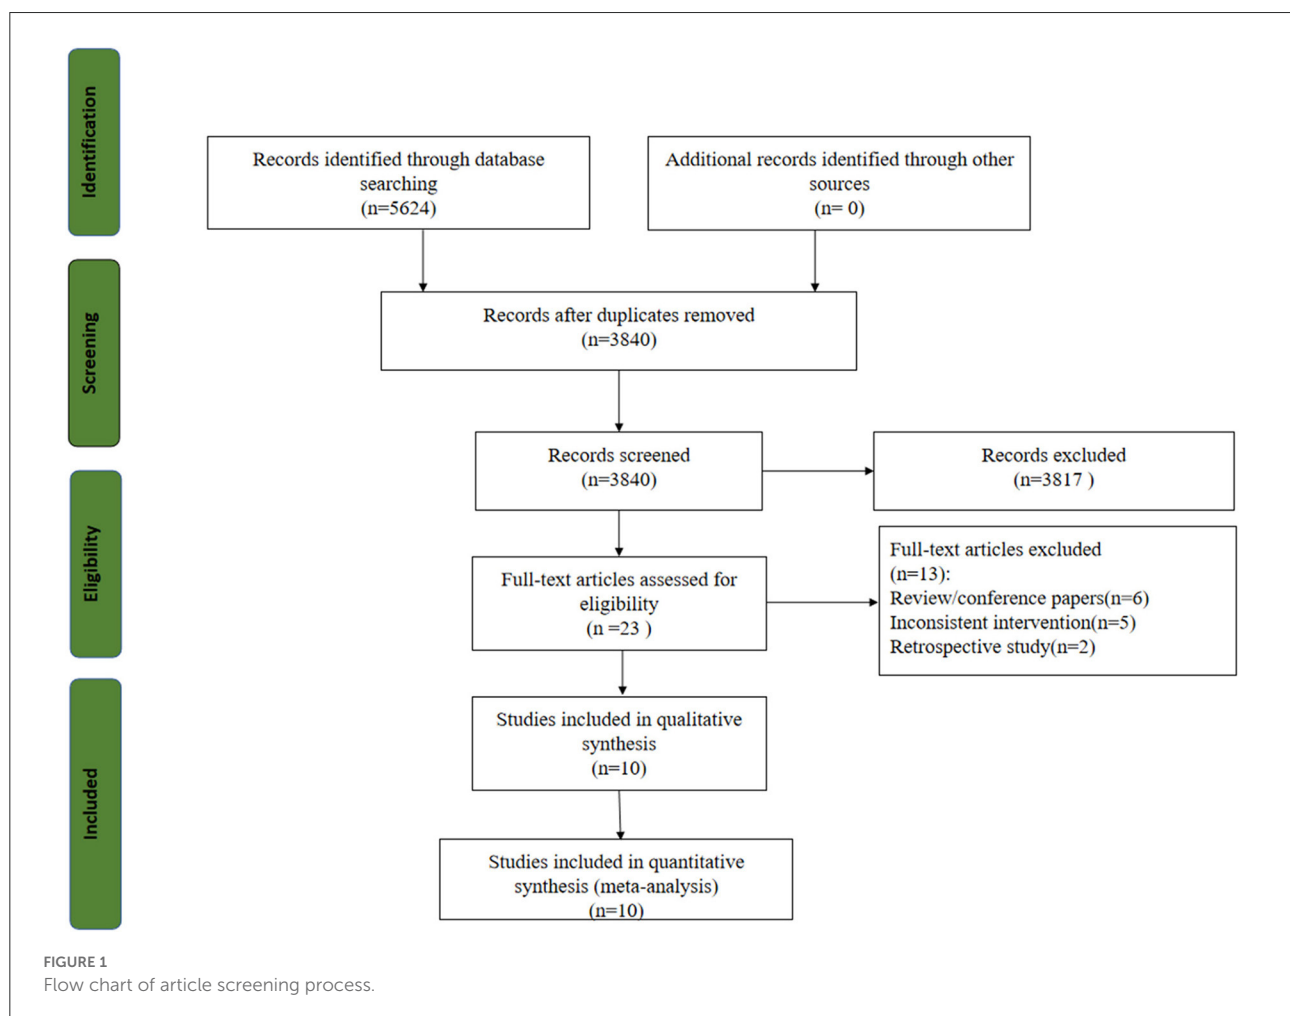 Identification
Records identified through database
searching
(n=5624)
Additional records identified through other
sources
(n= 0)
Screening
Records after duplicates removed
(n=3840)
Records screened
(n=3840)
Records excluded
(n=3817 )
Eligibility
Full-text articles assessed for
eligibility
(n =23 )
Full-text articles excluded
(n=13):
Review/conference papers(n=6)
Inconsistent intervention(n=5)
Retrospective study(n=2)
Included
Studies included in qualitative
synthesis
(n=10)
Studies included in quantitative
synthesis (meta-analysis)
(n=10)
FIGURE 1
Flow chart of article screening process.